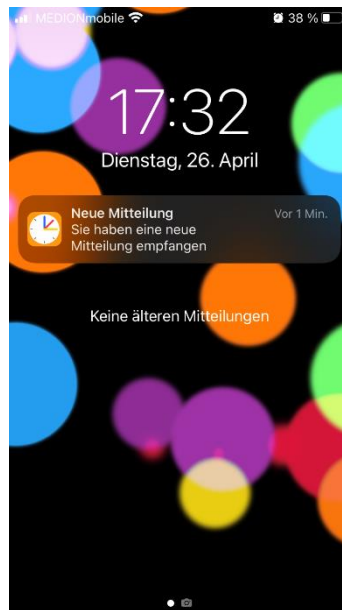 MEDIONmobile 38 %
17:32
Dienstag, 26. April
Neue Mitteilung Vor 1 Min.
Sie haben eine neue
Mitteilung empfangen
Keine älteren Mitteilungen